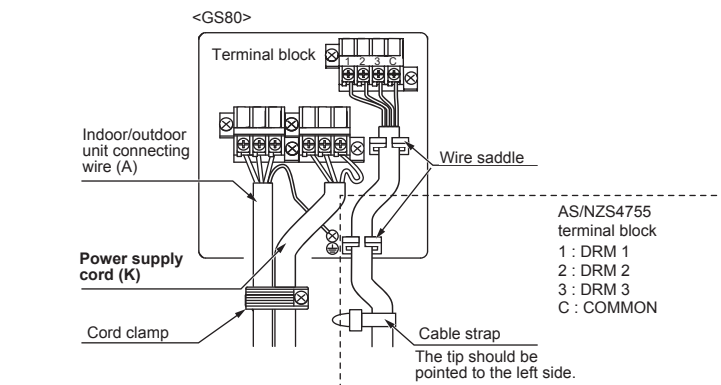 <GS80>
Terminal block
1 2 3 C
Indoor/outdoor
unit connecting
wire (A)
Wire saddle
AS/NZS4755
terminal block
1 : DRM 1
2 : DRM 2
3 : DRM 3
C : COMMON
Power supply
cord (K)
Cord clamp
Cable strap
The tip should be
pointed to the left side.